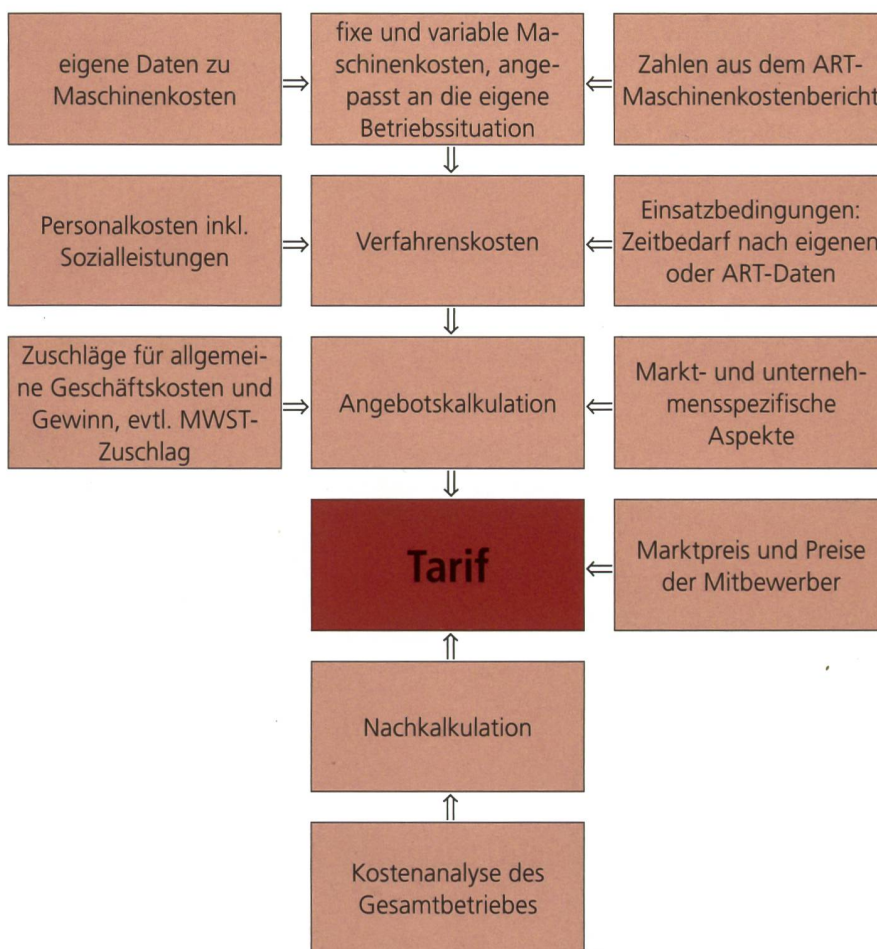 eigene Daten zu
Maschinenkosten
fixe und variable Ma-
schinenkosten, ange-
passt an die eigene
Betriebssituation
Zahlen aus dem ART-
Maschinenkostenbericht
Personalkosten inkl.
Sozialleistungen
Verfahrenskosten
Einsatzbedingungen:
Zeitbedarf nach eigenen
oder ART-Daten
Zuschläge für allgemei-
ne Geschäftskosten und
Gewinn, evtl. MWST-
Zuschlag
Angebotskalkulation
Markt- und unterneh-
mensspezifische
Aspekte
Tarif
Marktpreis und Preise
der Mitbewerber
Nachkalkulation
Kostenanalyse des
Gesamtbetriebes